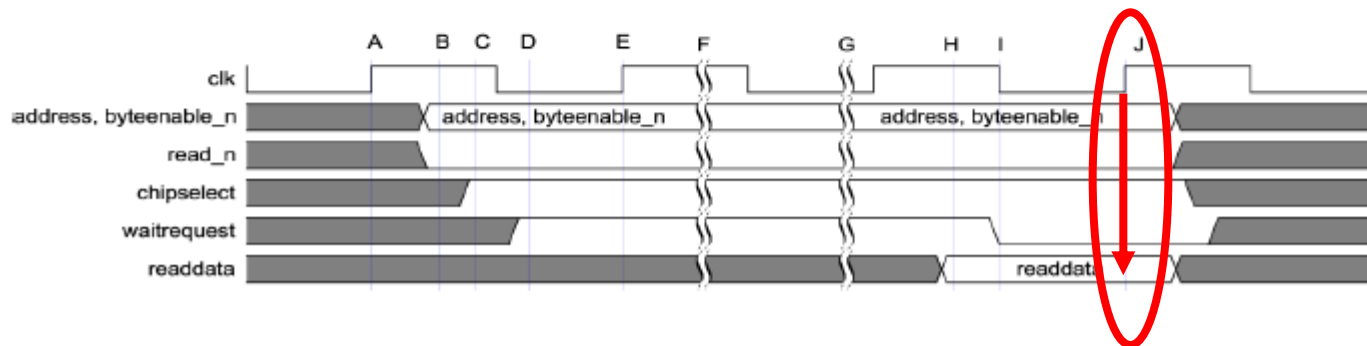 A B C D E F G H I J
clk
address, byteenable_n address, byteenable_n address, byteenable_n
read_n
chipselect
waitrequest
readdata readdata